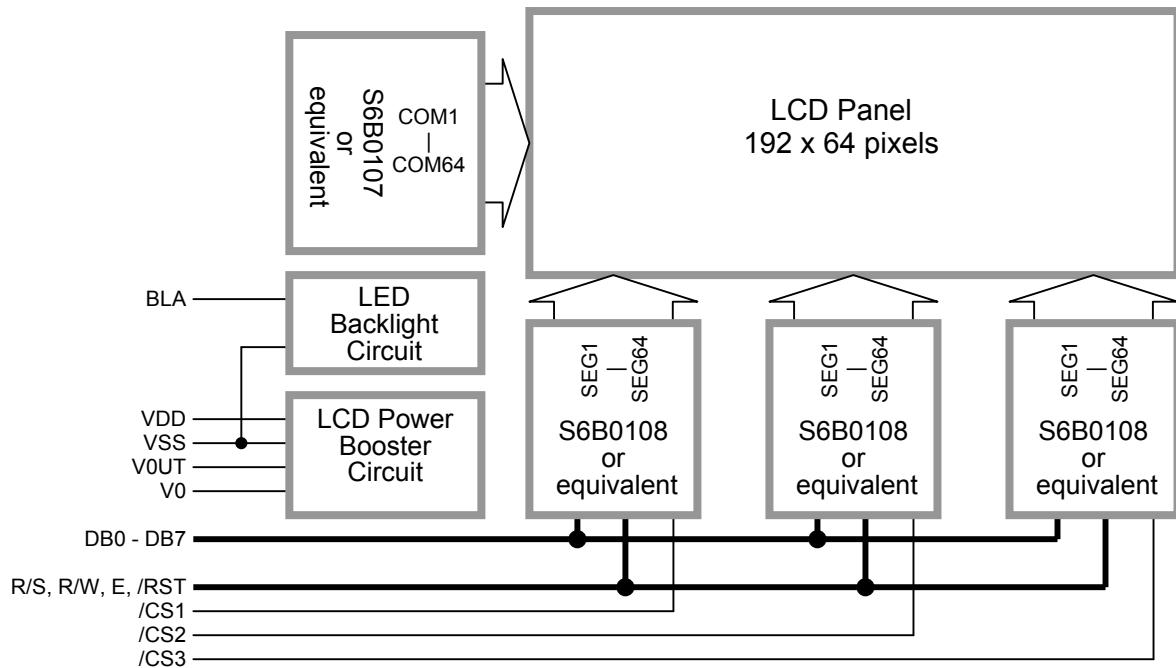 S6B0107
or
equivalent
COM1
|
COM64
LCD Panel
192 x 64 pixels
BLA
LED
Backlight
Circuit
VDD
VSS
V0UT
V0
LCD Power
Booster
Circuit
SEG1
|
SEG64
S6B0108
or
equivalent
SEG1
|
SEG64
S6B0108
or
equivalent
SEG1
|
SEG64
S6B0108
or
equivalent
DB0 - DB7
R/S, R/W, E, /RST
/CS1
/CS2
/CS3